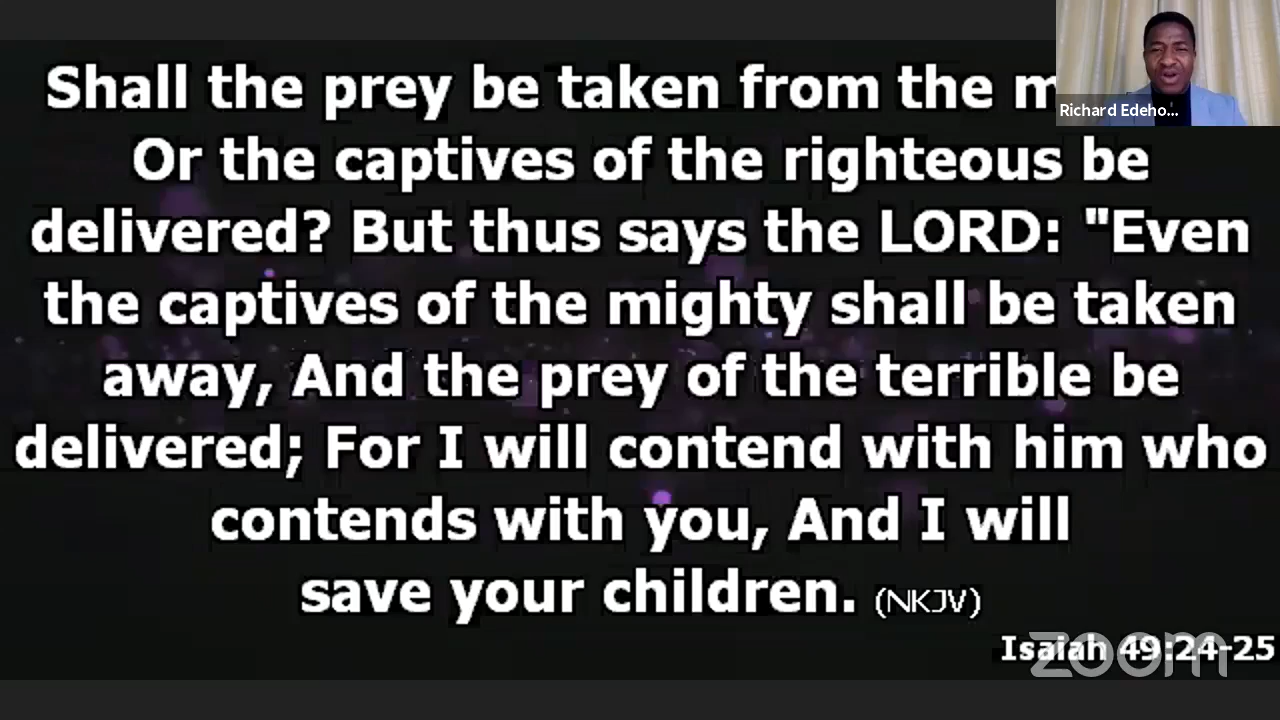 Shall the prey be taken from the
Richard Edeho...
Or the captives of the righteous be
delivered? But thus says the LORD: "Even
the captives of the mighty shall be taken
away, And the prey of the terrible be
delivered; For I will contend with him who
contends with you, And I will
save your children. (NKJV)
Isaiah 49:24-25
zoom